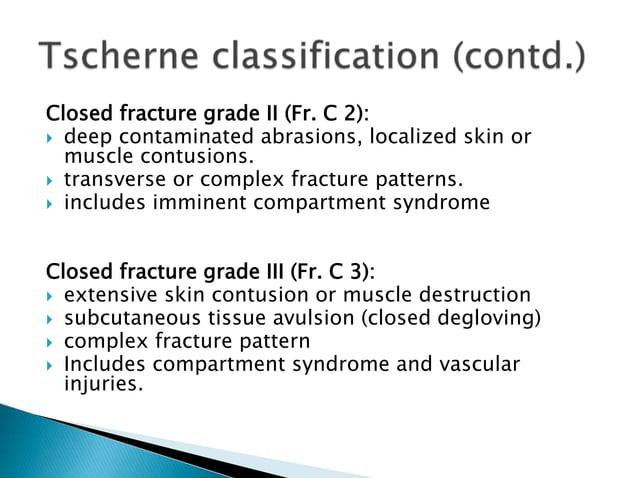 Tscherne classification (contd.)
Closed fracture grade II (Fr. C 2):
deep contaminated abrasions, localized skin or
muscle contusions.
transverse or complex fracture patterns.
includes imminent compartment syndrome
Closed fracture grade III (Fr. C 3):
extensive skin contusion or muscle destruction
subcutaneous tissue avulsion (closed degloving)
complex fracture pattern
Includes compartment syndrome and vascular
injuries.